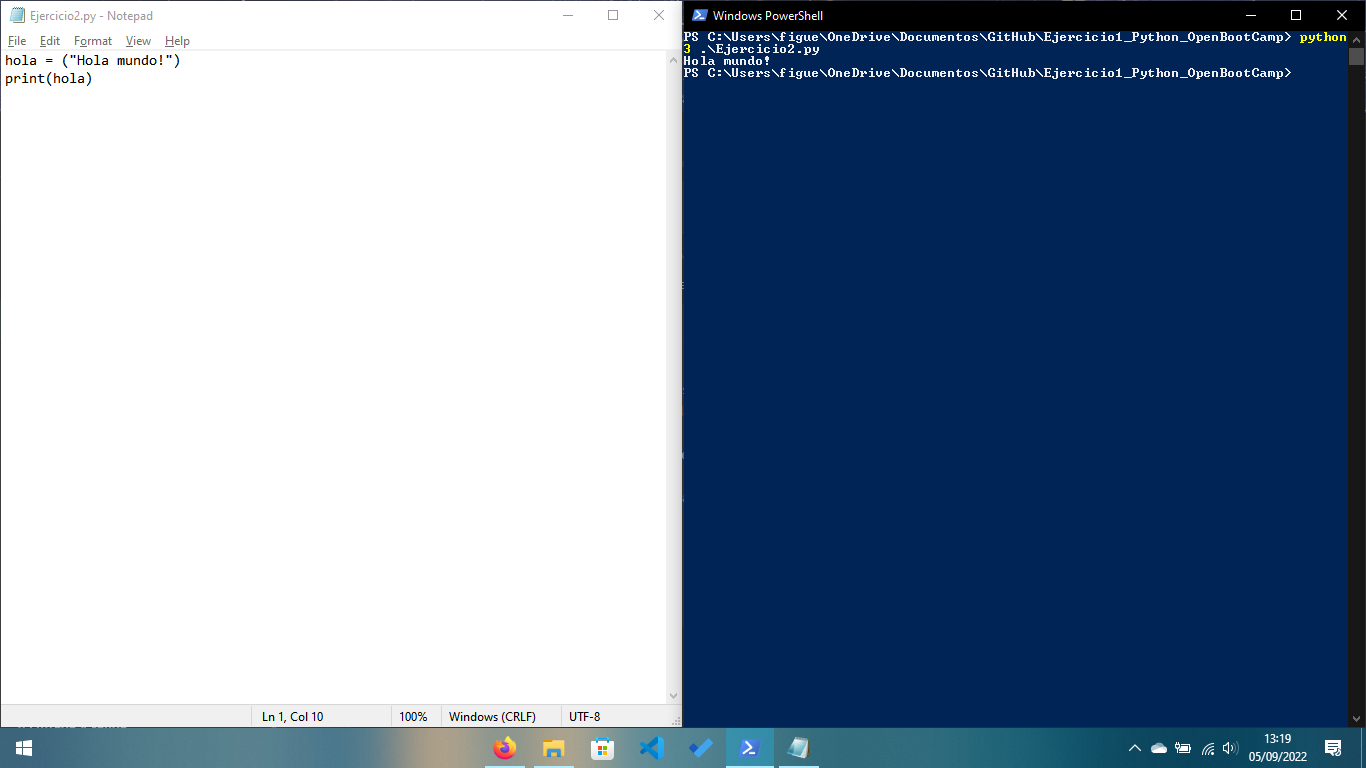 Ejercicio2.py - Notepad
File Edit Format View Help
hola = ("Hola mundo!")
print(hola)
Ln 1, Col 10 100% Windows (CRLF) UTF-8
Windows PowerShell
PS C:\Users\figue\OneDrive\Documentos\GitHub\Ejercicio1_Python_OpenBootCamp> python
3 .\Ejercicio2.py
Hola mundo!
PS C:\Users\figue\OneDrive\Documentos\GitHub\Ejercicio1_Python_OpenBootCamp>
13:19
05/09/2022